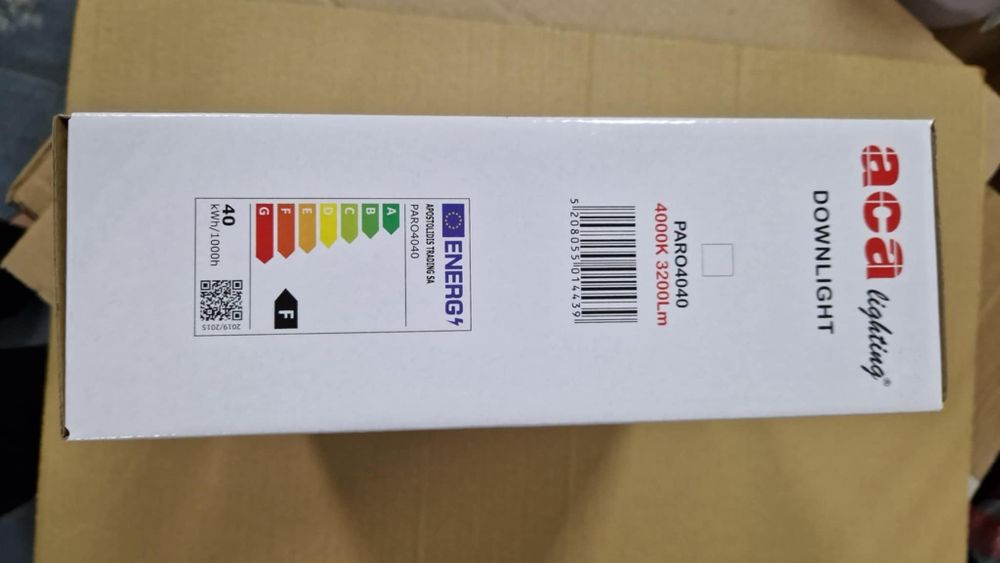 aca lighting®
DOWNLIGHT
PARO4040
4000K 3200Lm
5 208055 014439
ENERG
APOSTOLIDIS TRADING SA
PARO4040
A
B
C
D
E
F
G
F
40
kWh/1000h
2019/2015